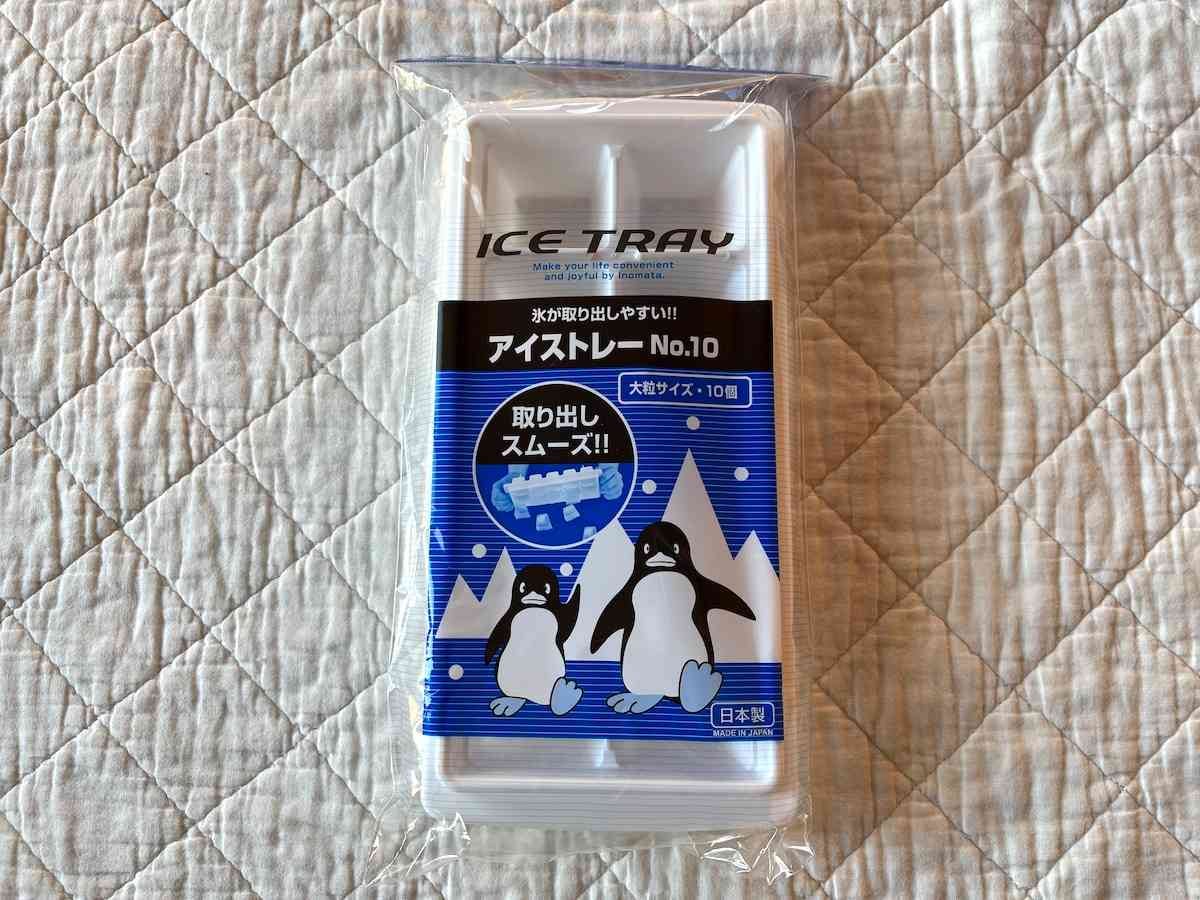 ICE TRAY
Make your life convenient
and joyful by Inomata.
氷が取り出しやすい!!
アイストレー No.10
大粒サイズ・10個
取り出し
スムーズ!!
日本製
MADE IN JAPAN